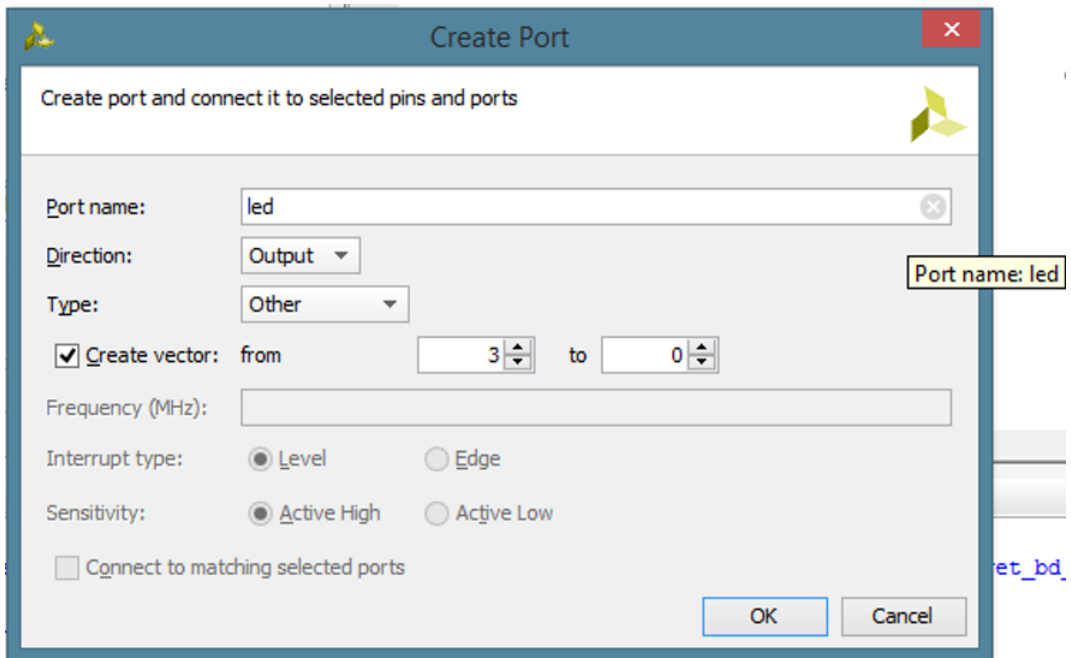 Create Port
Create port and connect it to selected pins and ports
Port name: led
Direction: Output
Port name: led
Type: Other
Create vector: from 3 to 0
Frequency (MHz):
Interrupt type: Level Edge
Sensitivity: Active High Active Low
Connect to matching selected ports
et_bd_
OK Cancel